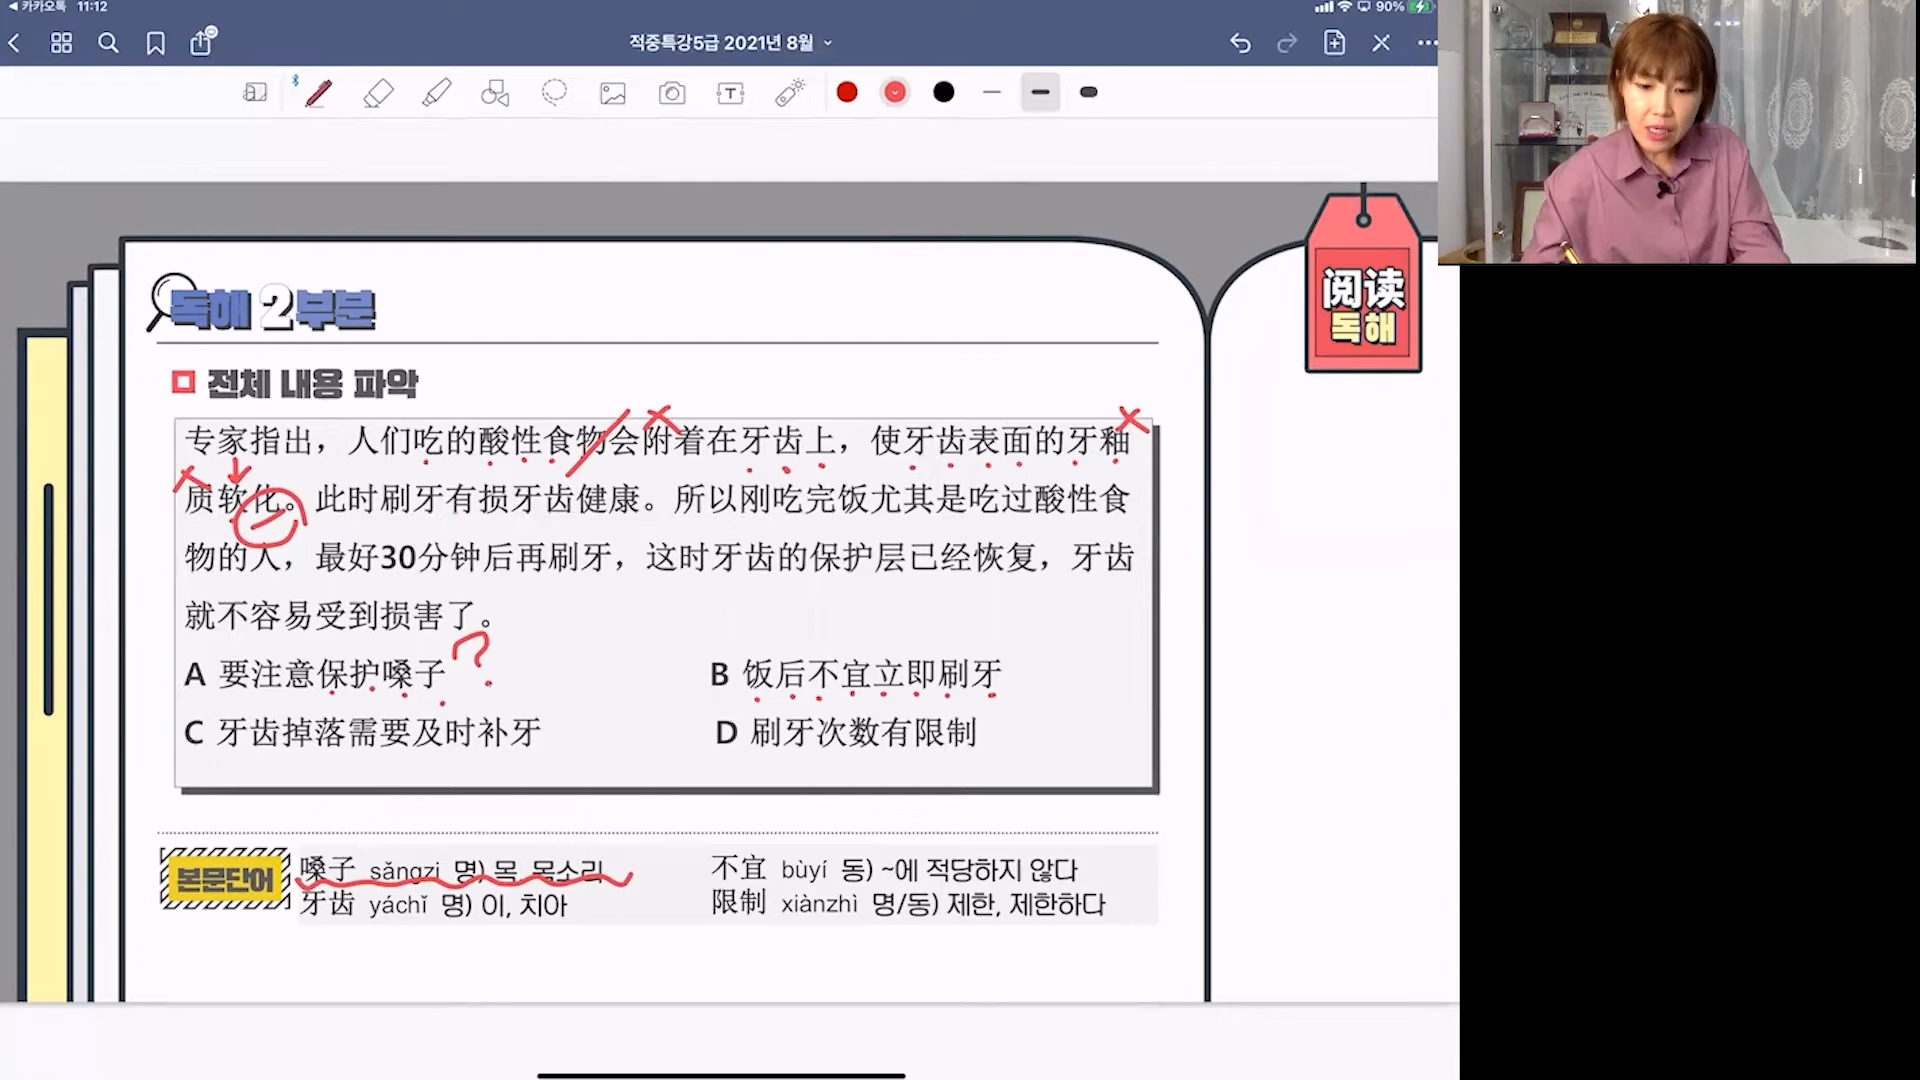 카카오톡 11:12
90%
적중특강5급 2021년 8월
阅读
독해
독해 2 부분
전체 내용 파악
专家指出，人们吃的酸性食物会附着在牙齿上，使牙齿表面的牙釉
质软化。此时刷牙有损牙齿健康。所以刚吃完饭尤其是吃过酸性食
物的人，最好30分钟后再刷牙，这时牙齿的保护层已经恢复，牙齿
就不容易受到损害了。
?
A 要注意保护嗓子
B 饭后不宜立即刷牙
C 牙齿掉落需要及时补牙
D 刷牙次数有限制
본문단어
嗓子 sǎngzi 명) 목, 목소리
不宜 bùyí 동) ~에 적당하지 않다
牙齿 yáchǐ 명) 이, 치아
限制 xiànzhì 명/동) 제한, 제한하다